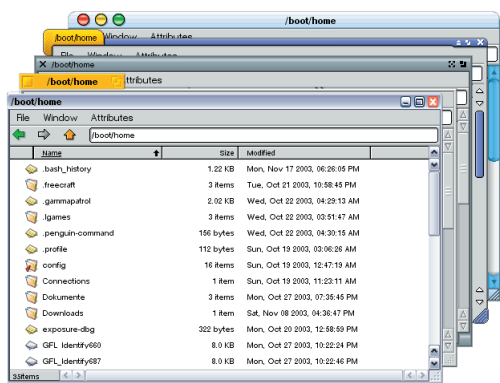 /boot/home
/boot/home Window Attributes
File Window Attributes
/boot/home
/boot/home ttributes
/boot/home
File Window Attributes
/boot/home
Name Size Modified
.bash_history 1.22 KB Mon, Nov 17 2003, 06:26:05 PM
.freecraft 3 items Tue, Oct 21 2003, 10:58:45 PM
.gammapatrol 2.02 KB Wed, Oct 22 2003, 04:29:13 AM
.lgames 3 items Wed, Oct 22 2003, 03:51:47 AM
.penguin-command 156 bytes Wed, Oct 22 2003, 04:30:15 AM
.profile 112 bytes Sun, Oct 19 2003, 03:06:26 AM
config 16 items Sun, Oct 19 2003, 12:47:19 AM
Connections 1 item Sun, Oct 19 2003, 11:23:11 AM
Dokumente 3 items Mon, Oct 27 2003, 07:35:45 PM
Downloads 1 item Sat, Nov 08 2003, 04:36:47 PM
exposure-dbg 322 bytes Mon, Oct 20 2003, 12:58:59 PM
GFL Identify660 8.0 KB Mon, Oct 27 2003, 10:22:24 PM
GFL_Identify687 8.0 KB Mon, Oct 27 2003, 10:22:46 PM
35items